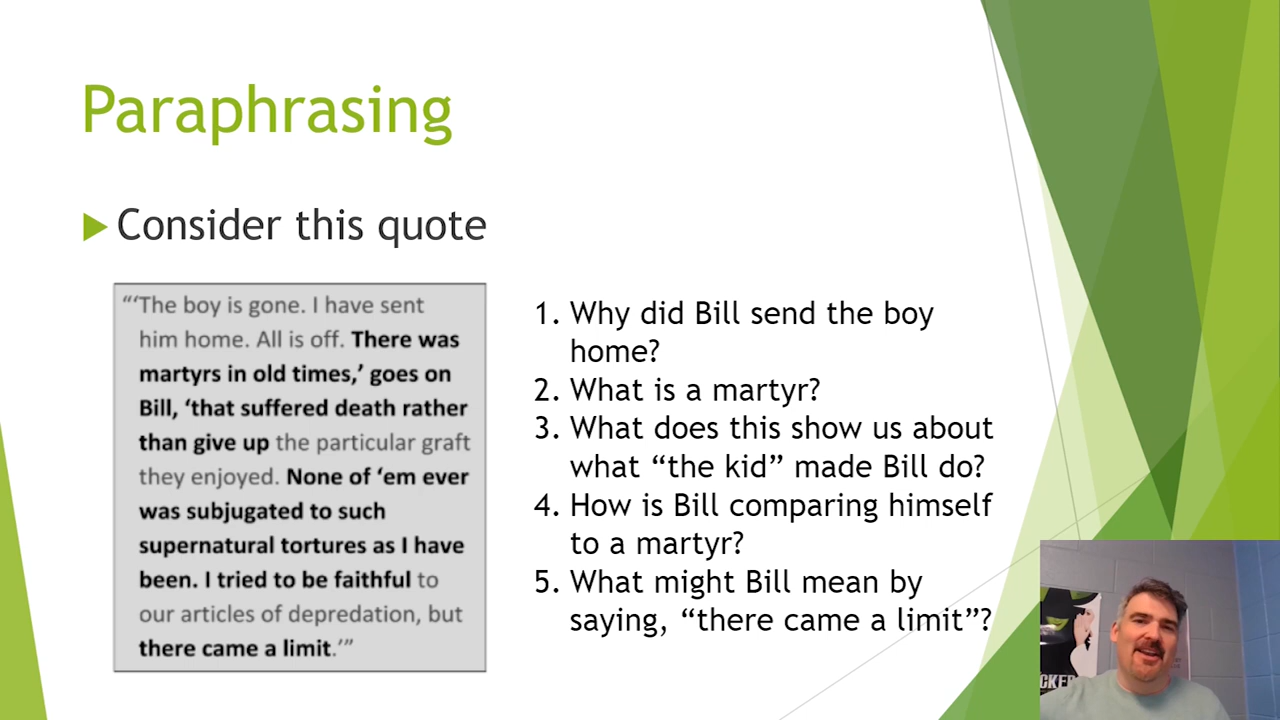 Paraphrasing
Consider this quote
“‘The boy is gone. I have sent
him home. All is off. There was
martyrs in old times,’ goes on
Bill, ‘that suffered death rather
than give up the particular graft
they enjoyed. None of ‘em ever
was subjugated to such
supernatural tortures as I have
been. I tried to be faithful to
our articles of depredation, but
there came a limit.’”
1. Why did Bill send the boy
home?
2. What is a martyr?
3. What does this show us about
what “the kid” made Bill do?
4. How is Bill comparing himself
to a martyr?
5. What might Bill mean by
saying, “there came a limit”?